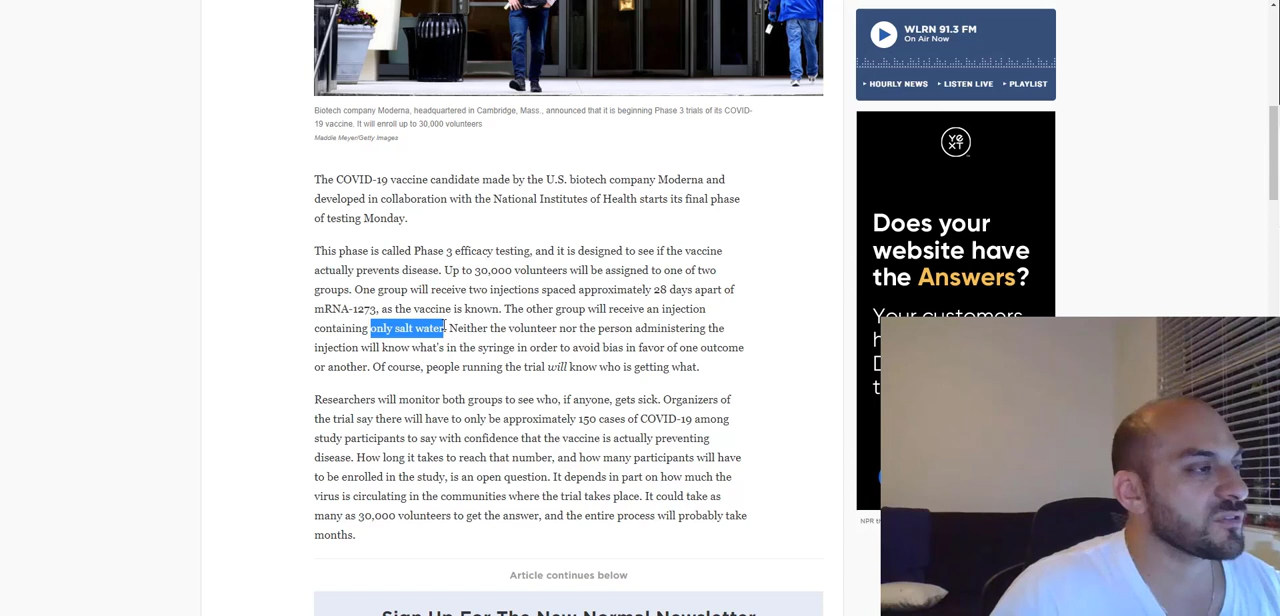 Biotech company Moderna, headquartered in Cambridge, Mass., announced that it is beginning Phase 3 trials of its COVID-
19 vaccine. It will enroll up to 30,000 volunteers
Maddie Meyer/Getty Images
The COVID-19 vaccine candidate made by the U.S. biotech company Moderna and
developed in collaboration with the National Institutes of Health starts its final phase
of testing Monday.
This phase is called Phase 3 efficacy testing, and it is designed to see if the vaccine
actually prevents disease. Up to 30,000 volunteers will be assigned to one of two
groups. One group will receive two injections spaced approximately 28 days apart of
mRNA-1273, as the vaccine is known. The other group will receive an injection
containing only salt water. Neither the volunteer nor the person administering the
injection will know what's in the syringe in order to avoid bias in favor of one outcome
or another. Of course, people running the trial will know who is getting what.
Researchers will monitor both groups to see who, if anyone, gets sick. Organizers of
the trial say there will have to only be approximately 150 cases of COVID-19 among
study participants to say with confidence that the vaccine is actually preventing
disease. How long it takes to reach that number, and how many participants will have
to be enrolled in the study, is an open question. It depends in part on how much the
virus is circulating in the communities where the trial takes place. It could take as
many as 30,000 volunteers to get the answer, and the entire process will probably take
months.
Article continues below
Sign Up For The New Normal Newsletter
WLRN 91.3 FM
On Air Now
HOURLY NEWS
LISTEN LIVE
PLAYLIST
yext
Does your
website have
the Answers?
Your customers
NPR